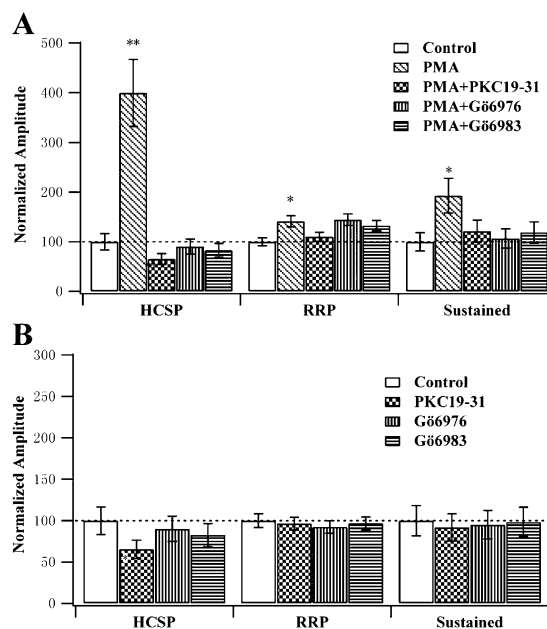 A
500
400
300
200
100
0
Normalized Amplitude
**
*
*
Control
PMA
PMA+PKC19-31
PMA+Gö6976
PMA+Gö6983
HCSP
RRP
Sustained
B
300
250
200
150
100
50
0
Normalized Amplitude
Control
PKC19-31
Gö6976
Gö6983
HCSP
RRP
Sustained